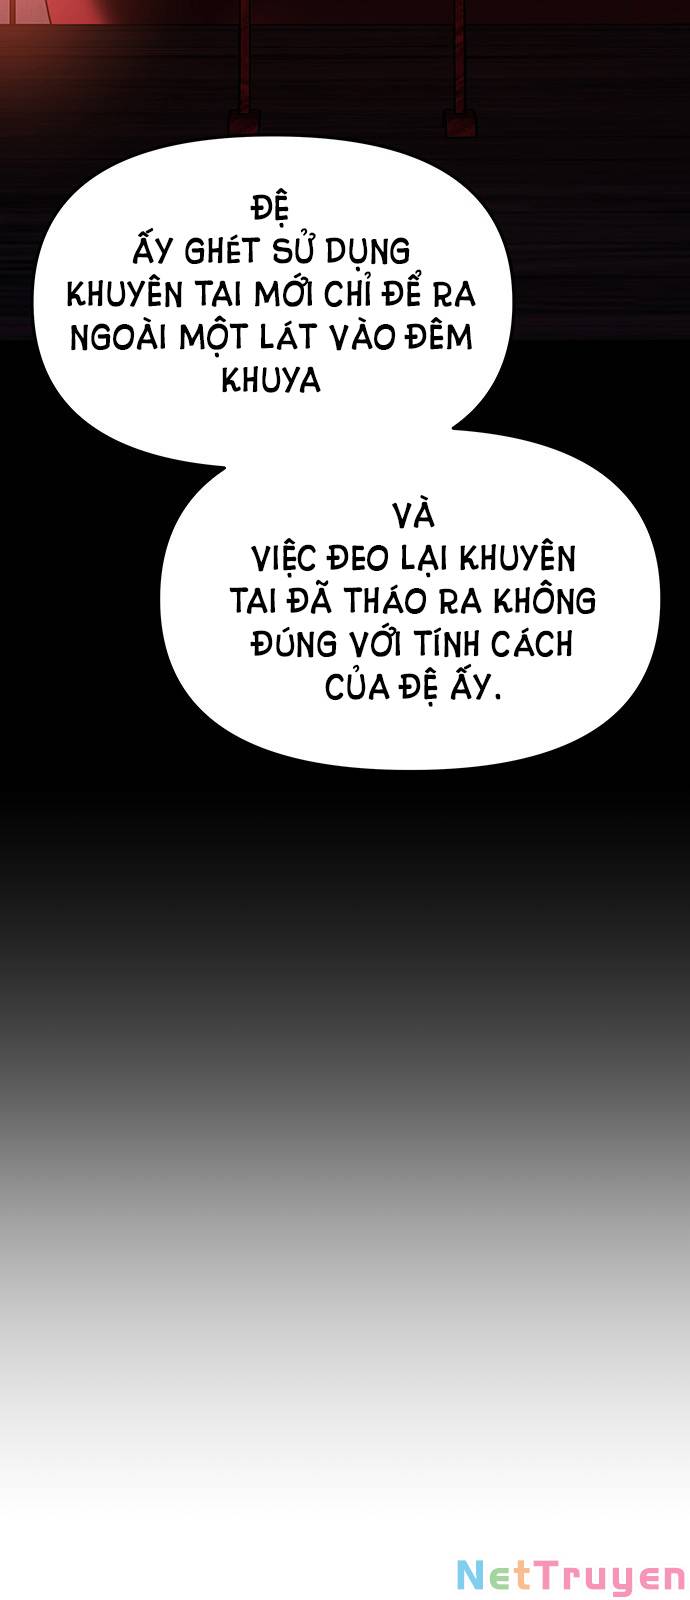 ĐỆ
ẤY GHÉT SỬ DỤNG
KHUYÊN TAI MỚI CHỈ ĐỂ RA
NGOÀI MỘT LÁT VÀO ĐÊM
KHUYA
VÀ
VIỆC ĐEO LẠI KHUYÊN
TAI ĐÃ THÁO RA KHÔNG
ĐÚNG VỚI TÍNH CÁCH
CỦA ĐỆ ẤY.
NetTruyen